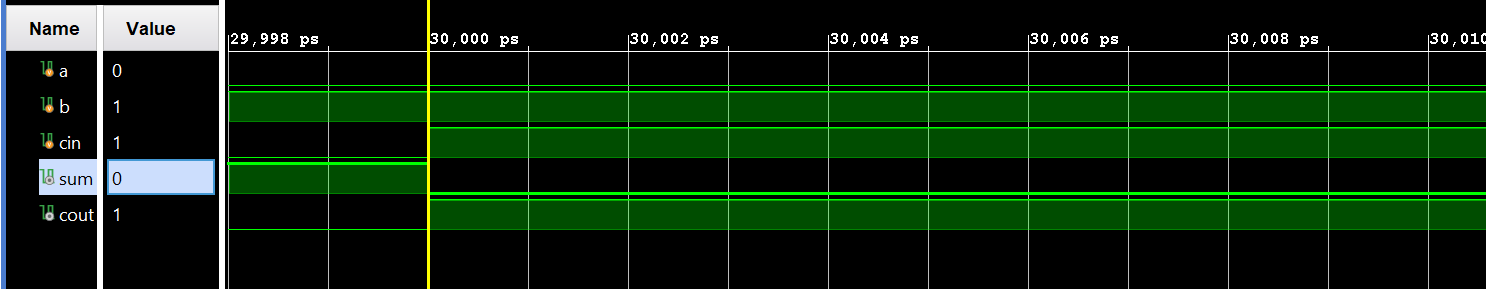 Name Value
29,998 ps 30,000 ps 30,002 ps 30,004 ps 30,006 ps 30,008 ps 30,010
a 0
b 1
cin 1
sum 0
cout 1